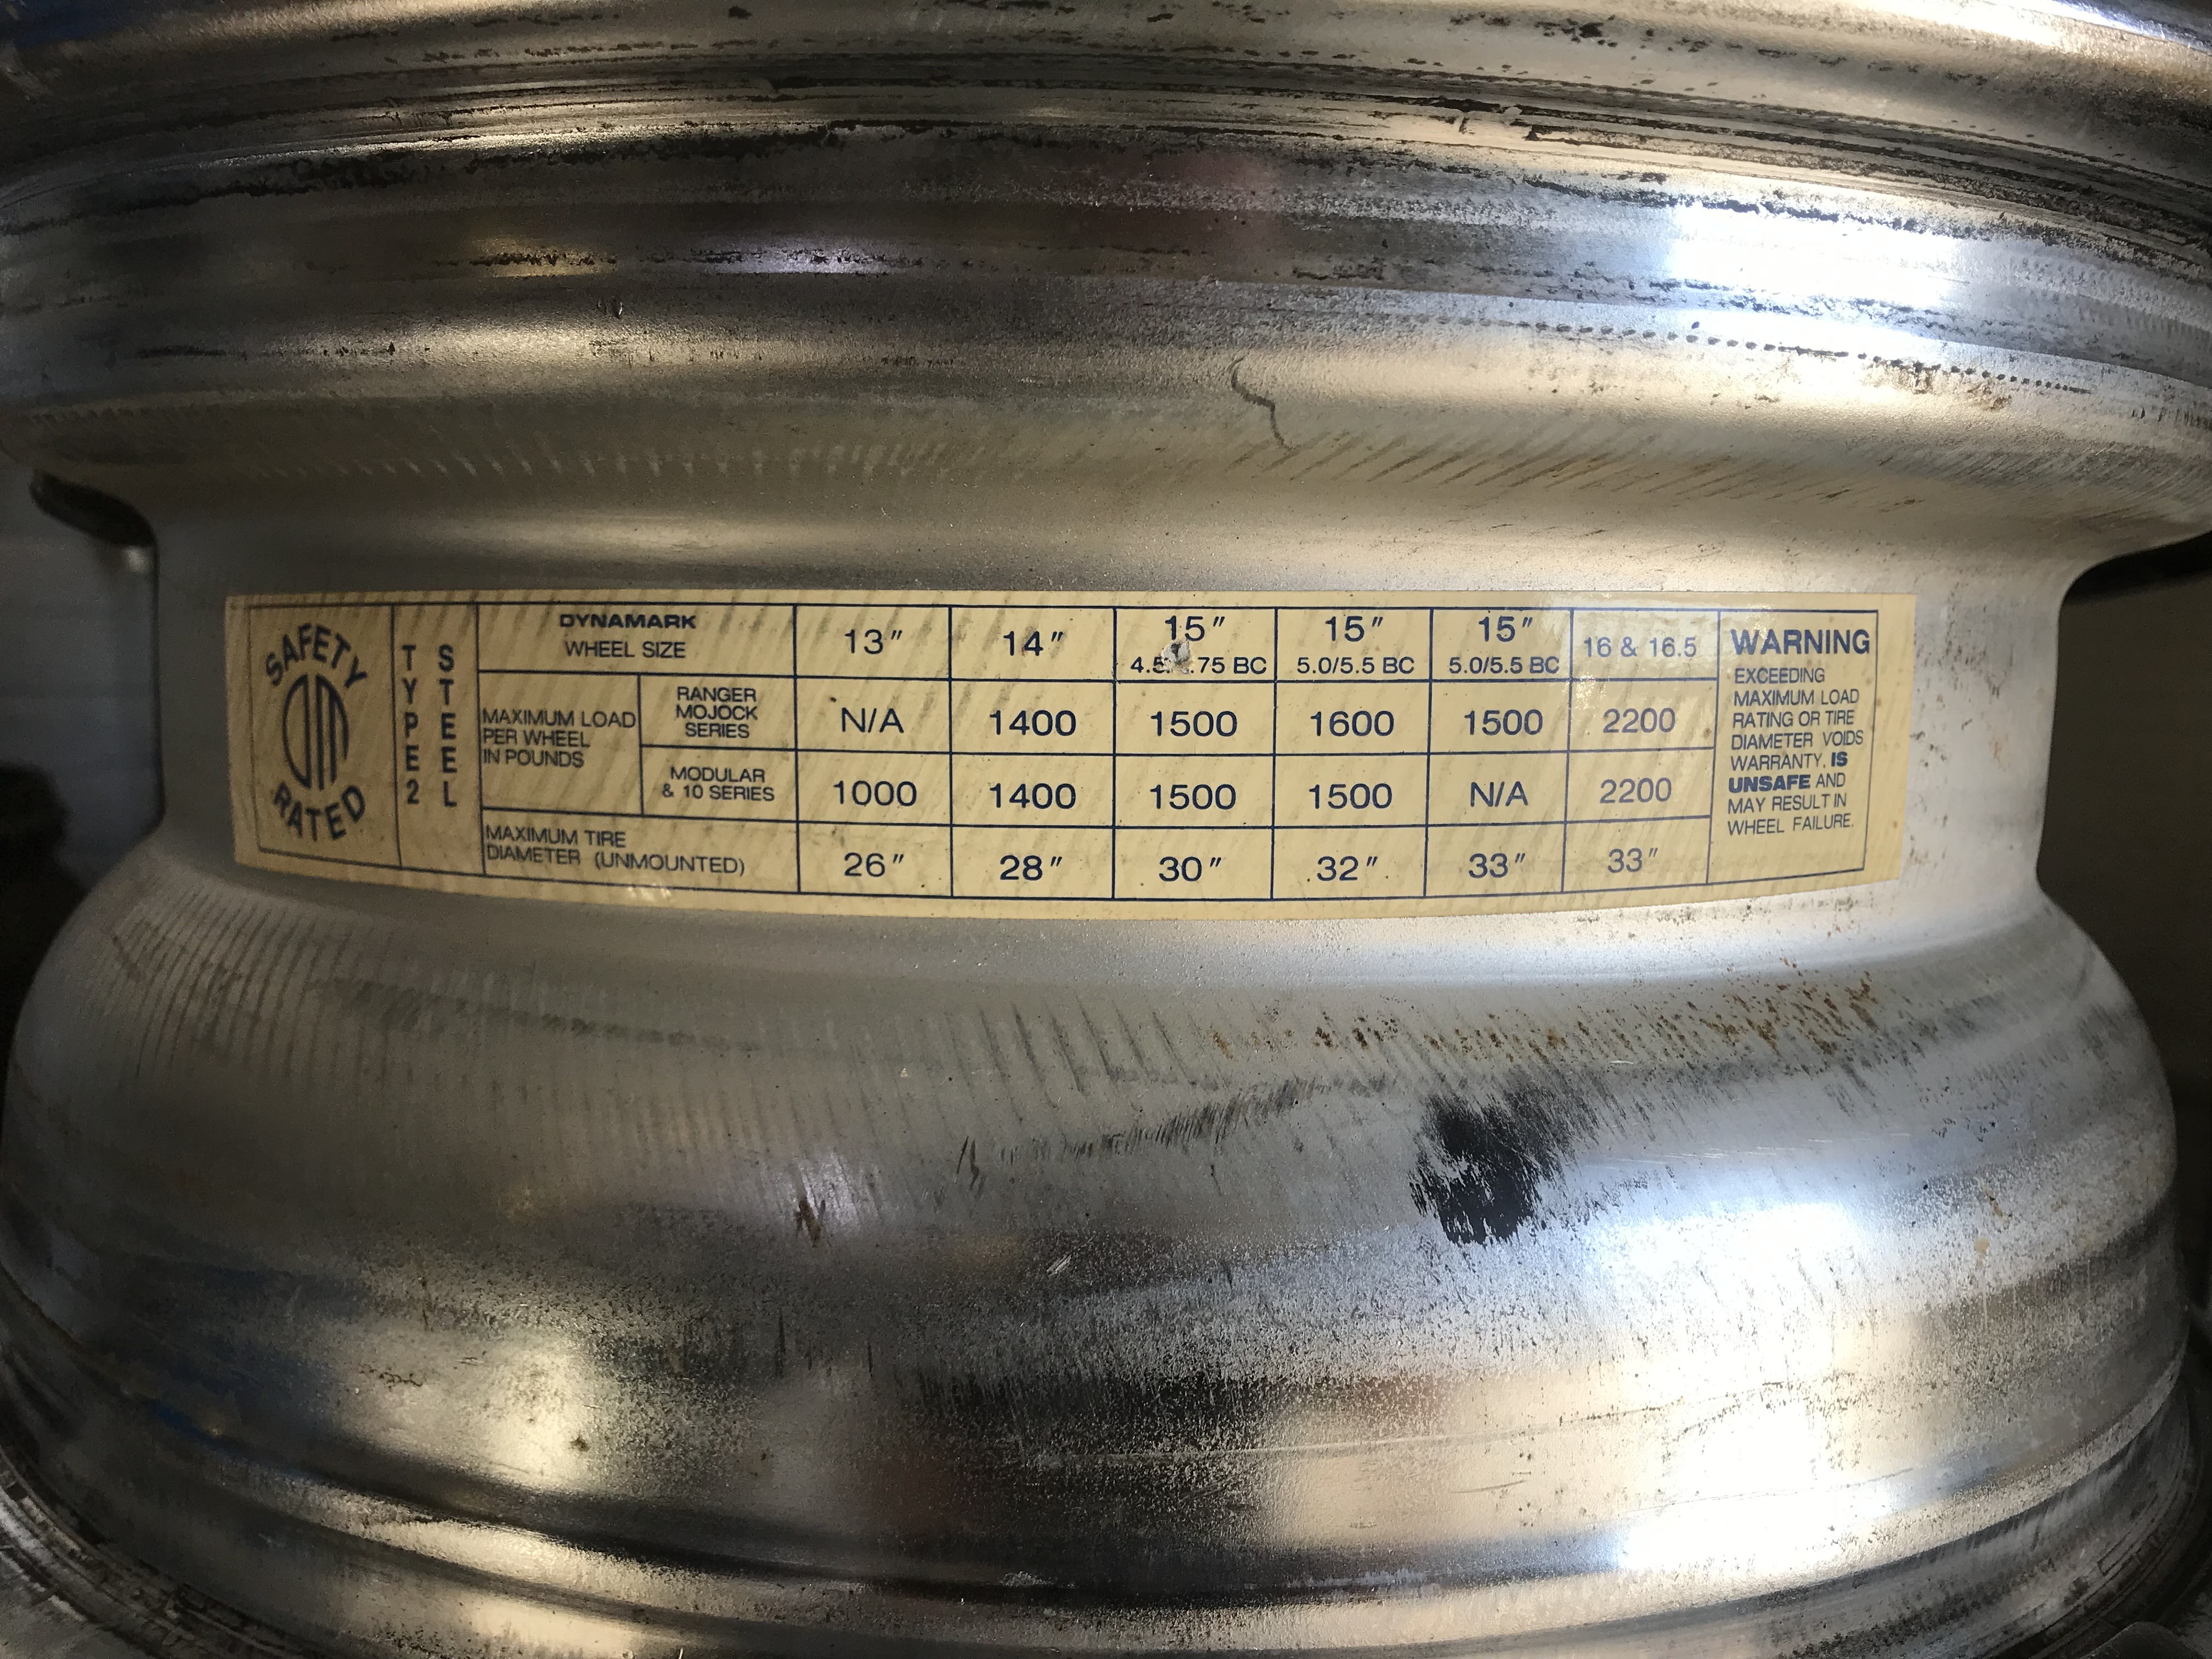 SAFETY
DM
RATED
TYPE 2
STEEL
DYNAMARK
WHEEL SIZE
13"
14"
15"
15"
5.0/5.5 BC
15"
5.0/5.5 BC
16 & 16.5
MAXIMUM LOAD
PER WHEEL
IN POUNDS
RANGER
MOJOCK
SERIES
N/A
1400
1500
1600
1500
2200
MODULAR
& 10 SERIES
1000
1400
1500
1500
N/A
2200
MAXIMUM TIRE
DIAMETER (UNMOUNTED)
26"
28"
30"
32"
33"
33"
WARNING
EXCEEDING
MAXIMUM LOAD
RATING OR TIRE
DIAMETER VOIDS
WARRANTY, IS
UNSAFE AND
MAY RESULT IN
WHEEL FAILURE.